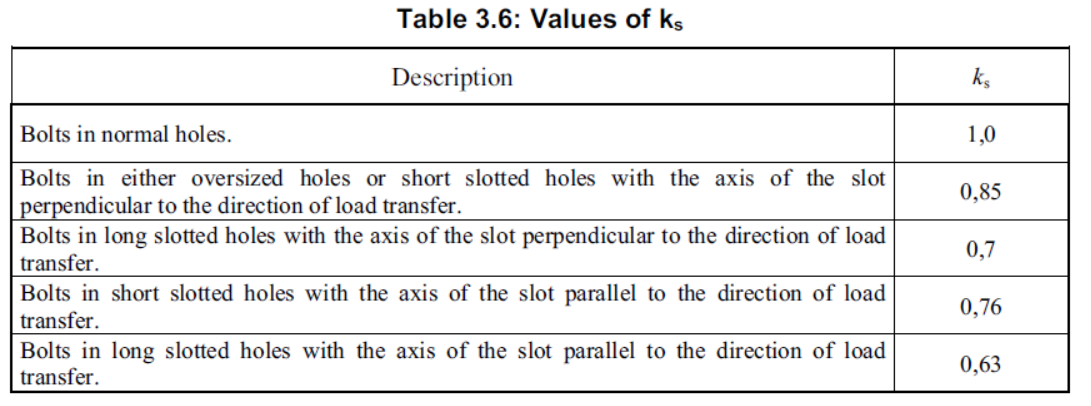 Table 3.6: Values of ks
Description
ks
Bolts in normal holes.
1,0
Bolts in either oversized holes or short slotted holes with the axis of the slot
perpendicular to the direction of load transfer.
0,85
Bolts in long slotted holes with the axis of the slot perpendicular to the direction of load
transfer.
0,7
Bolts in short slotted holes with the axis of the slot parallel to the direction of load
transfer.
0,76
Bolts in long slotted holes with the axis of the slot parallel to the direction of load
transfer.
0,63